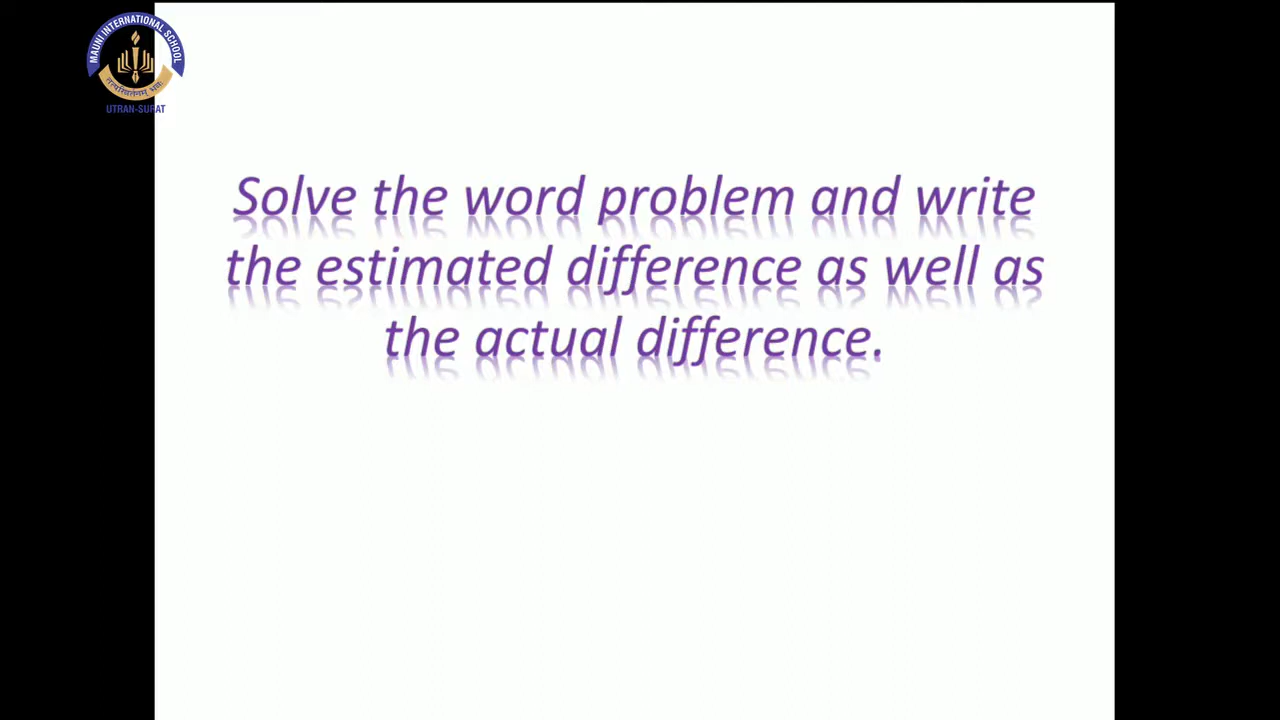 MAUNI INTERNATIONAL SCHOOL
UTRAN-SURAT
Solve the word problem and write
the estimated difference as well as
the actual difference.